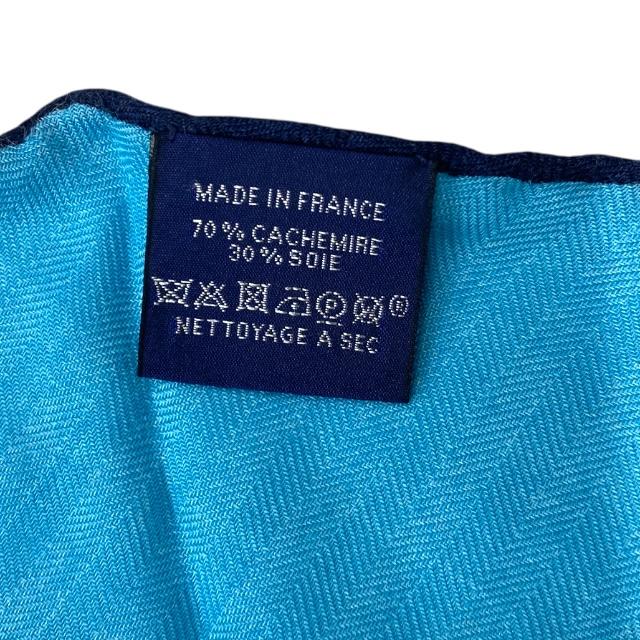 MADE IN FRANCE
70 % CACHEMIRE
30 % SOIE
P W ®
NETTOYAGE A SEC